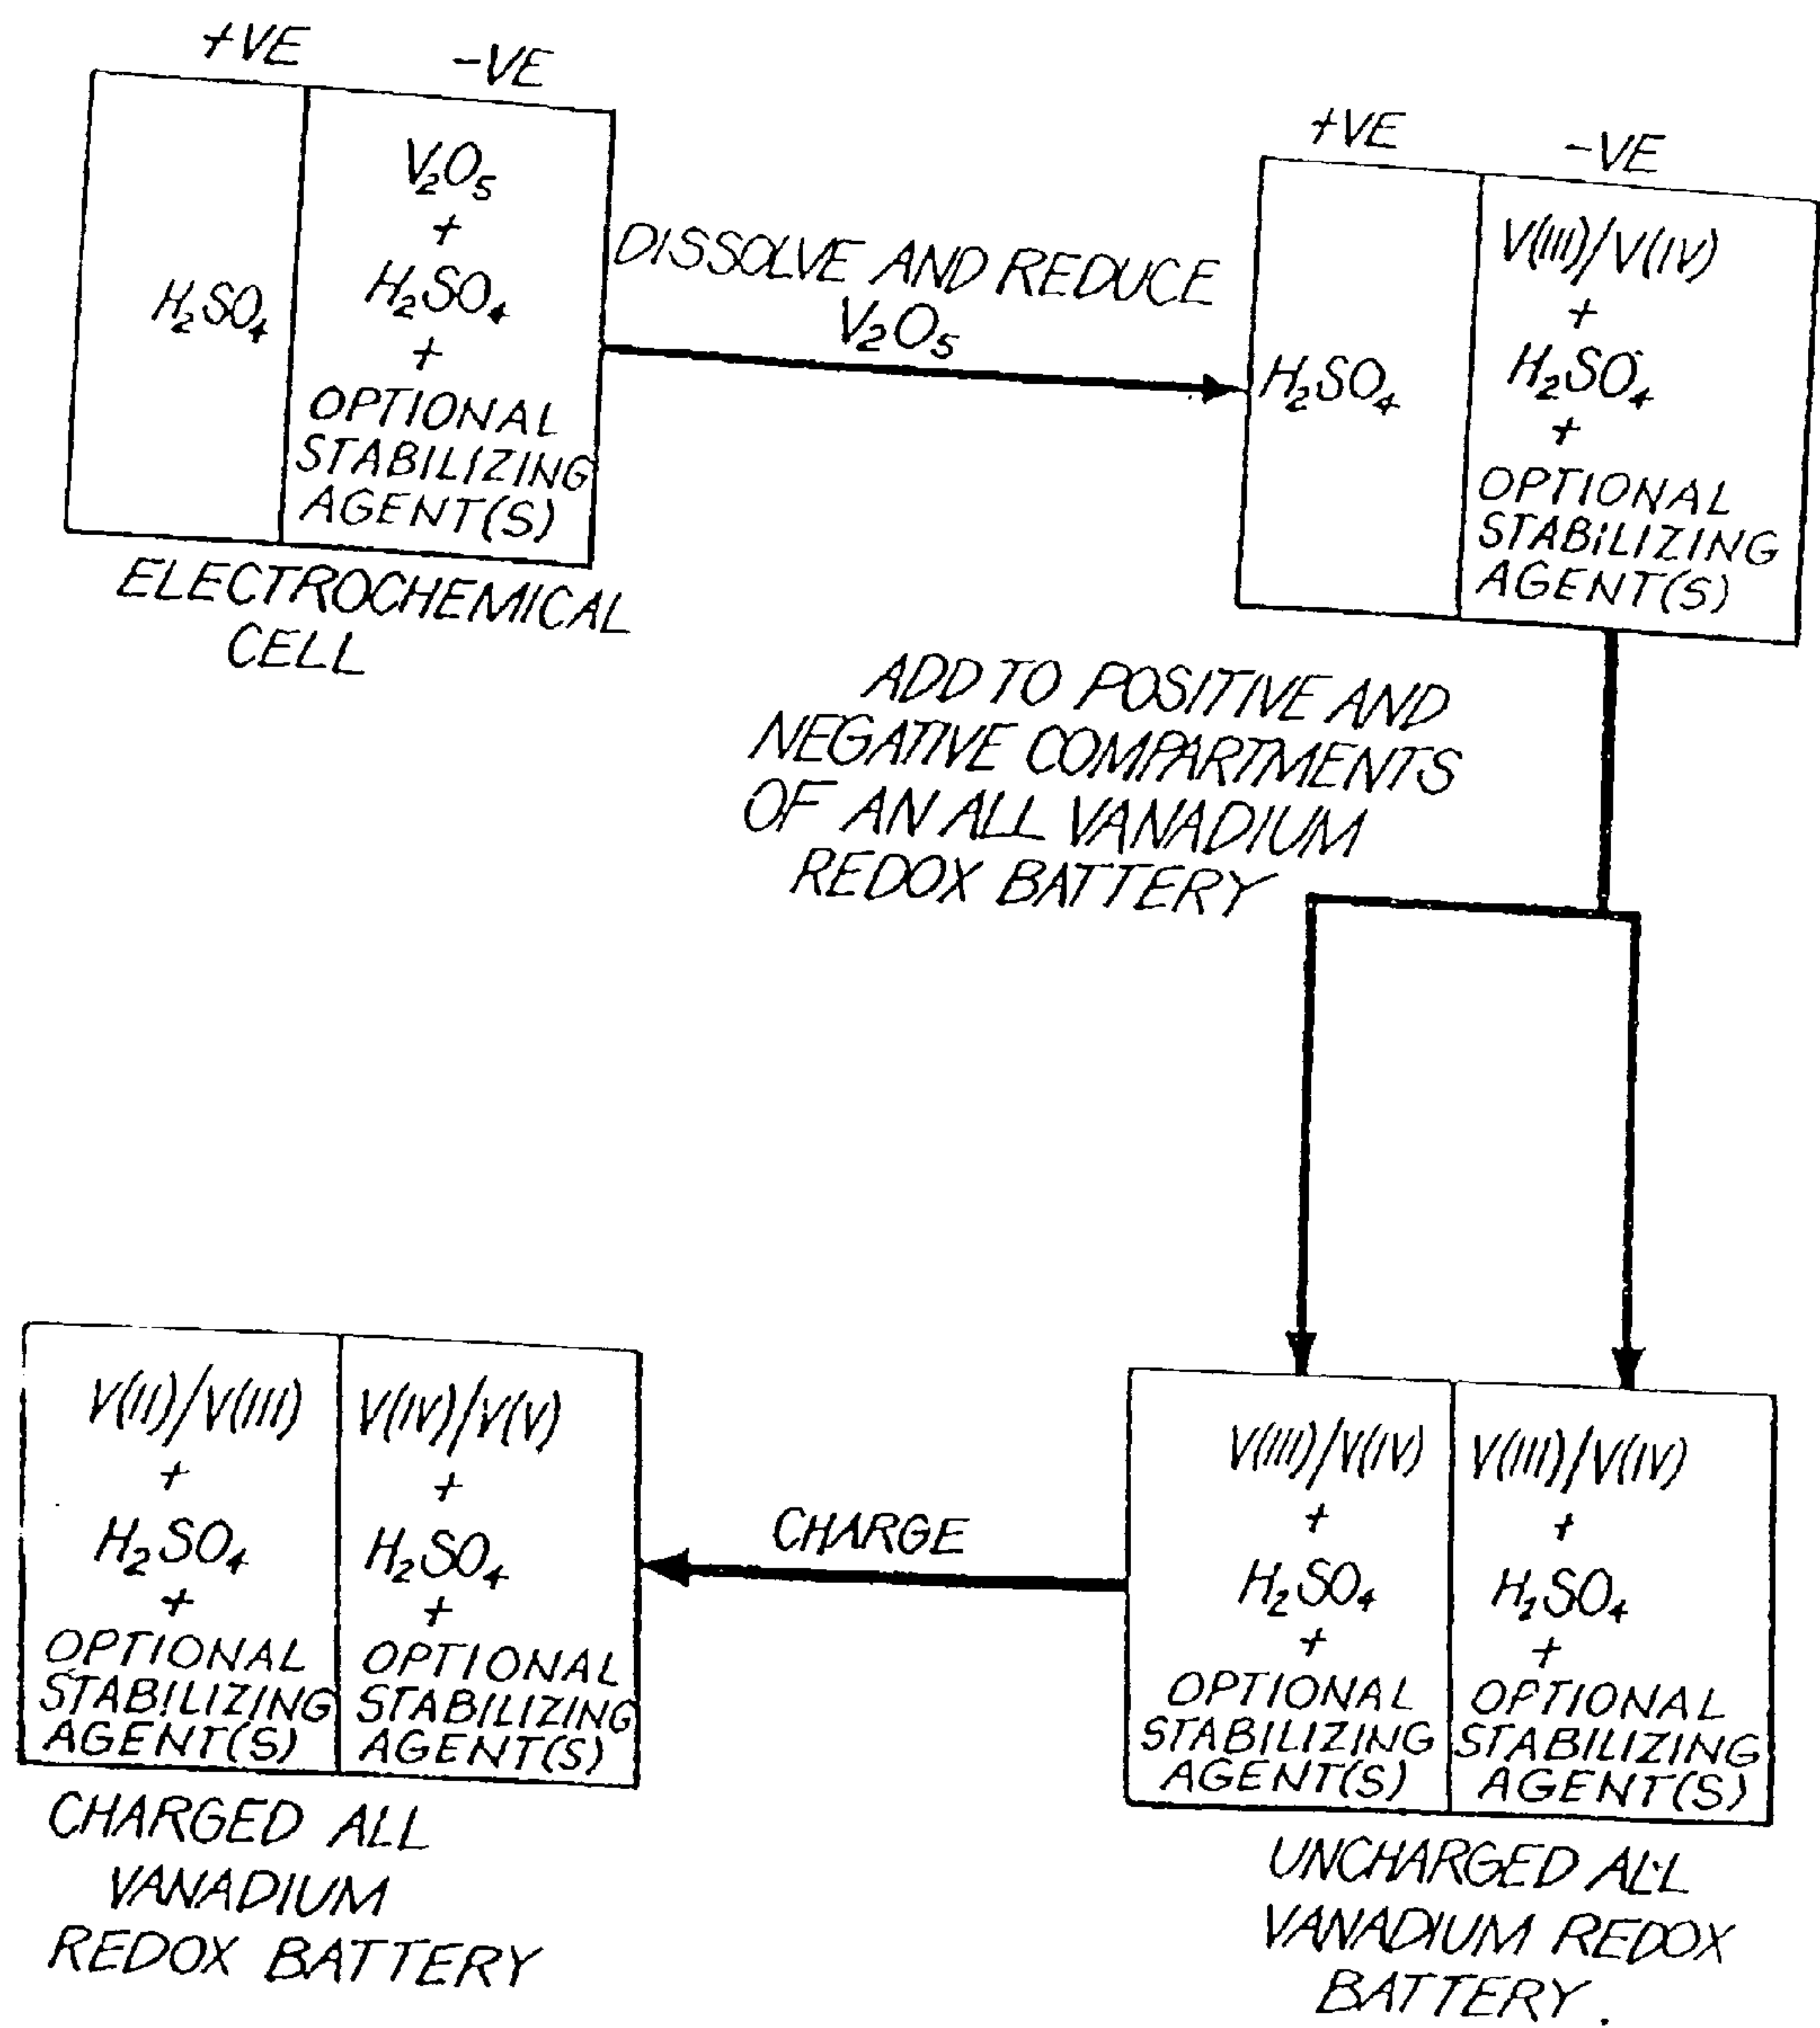 +VE
-VE
H₂SO₄
V₂O₅
+
H₂SO₄
+
OPTIONAL
STABILIZING
AGENT(S)
ELECTROCHEMICAL
CELL
DISSOLVE AND REDUCE
V₂O₅
+VE
-VE
H₂SO₄
V(III)/V(IV)
+
H₂SO₄
+
OPTIONAL
STABILIZING
AGENT(S)
ADD TO POSITIVE AND
NEGATIVE COMPARTMENTS
OF AN ALL VANADIUM
REDOX BATTERY
V(II)/V(III)
+
H₂SO₄
+
OPTIONAL
STABILIZING
AGENT(S)
V(IV)/V(V)
+
H₂SO₄
+
OPTIONAL
STABILIZING
AGENT(S)
CHARGED ALL
VANADIUM
REDOX BATTERY
CHARGE
V(III)/V(IV)
+
H₂SO₄
+
OPTIONAL
STABILIZING
AGENT(S)
V(III)/V(IV)
+
H₂SO₄
+
OPTIONAL
STABILIZING
AGENT(S)
UNCHARGED ALL
VANADIUM REDOX
BATTERY.